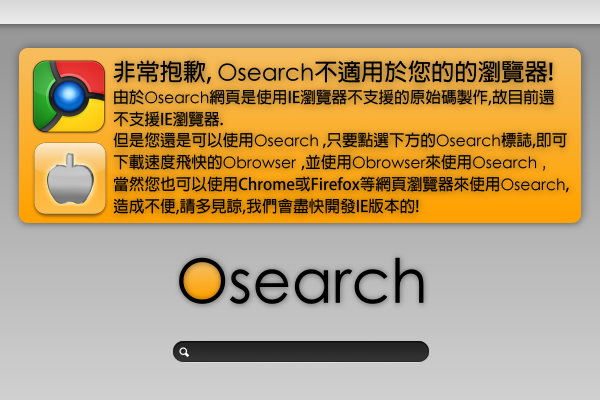 非常抱歉, Osearch不適用於您的的瀏覽器!
由於Osearch網頁是使用IE瀏覽器不支援的原始碼製作,故目前還
不支援IE瀏覽器.
但是您還是可以使用Osearch ,只要點選下方的Osearch標誌,即可
下載速度飛快的Obrowser ,並使用Obrowser來使用Osearch ,
當然您也可以使用Chrome或Firefox等網頁瀏覽器來使用Osearch,
造成不便,請多見諒,我們會盡快開發IE版本的!
Osearch